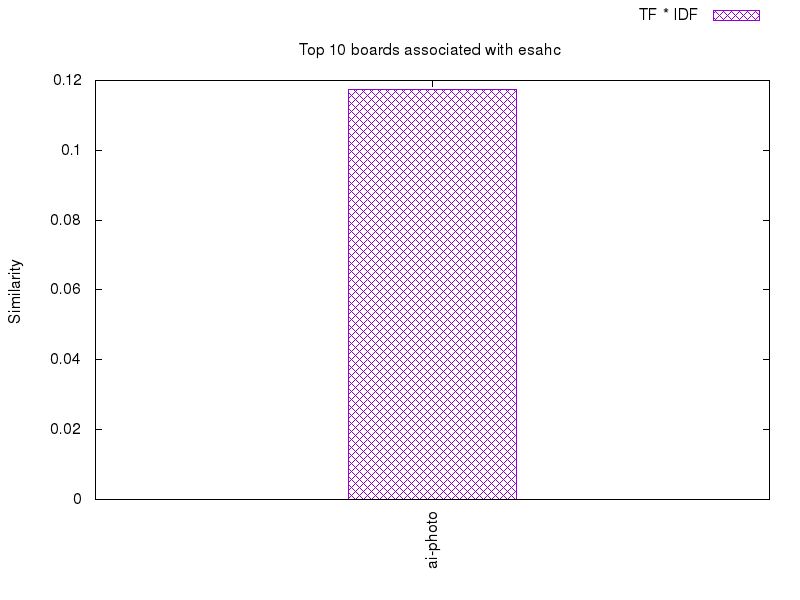 TF * IDF
Top 10 boards associated with esahc
0.12
0.1
0.08
0.06
0.04
0.02
0
Similarity
ai-photo